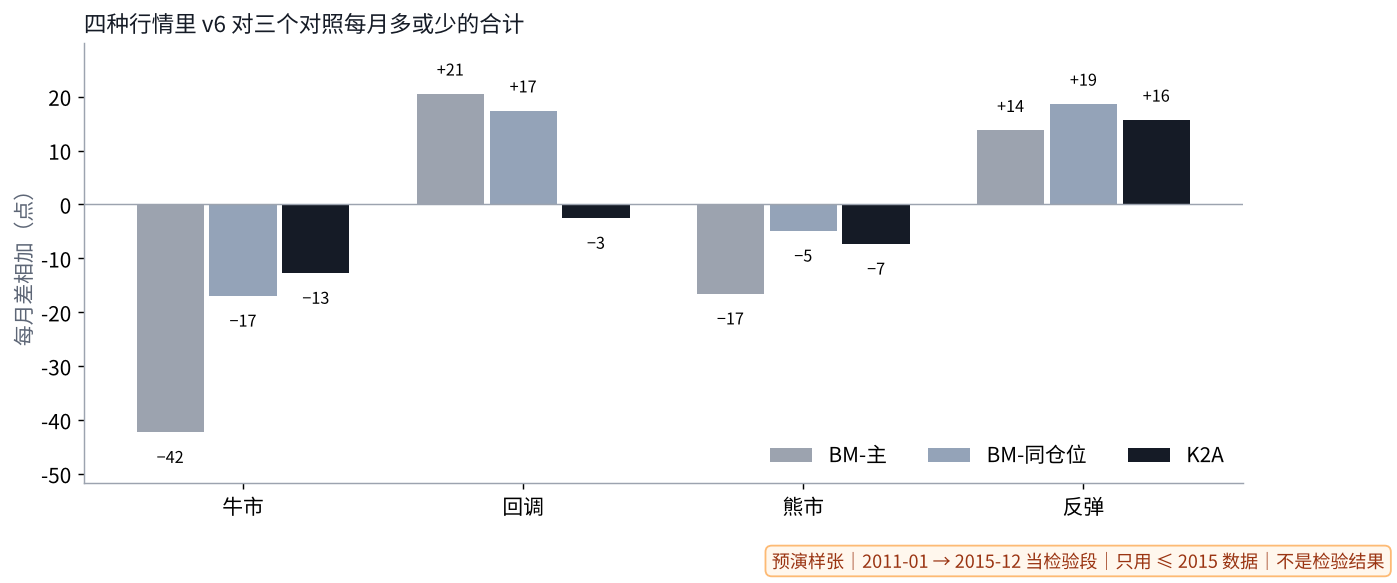 四种行情里 v6 对三个对照每月多或少的合计
每月差相加（点）
20
10
0
-10
-20
-30
-40
-50
−42
−17
−13
+21
+17
−3
−17
−5
−7
+14
+19
+16
BM-主
BM-同仓位
K2A
牛市
回调
熊市
反弹
预演样张｜2011-01 → 2015-12 当检验段｜只用 ≤ 2015 数据｜不是检验结果